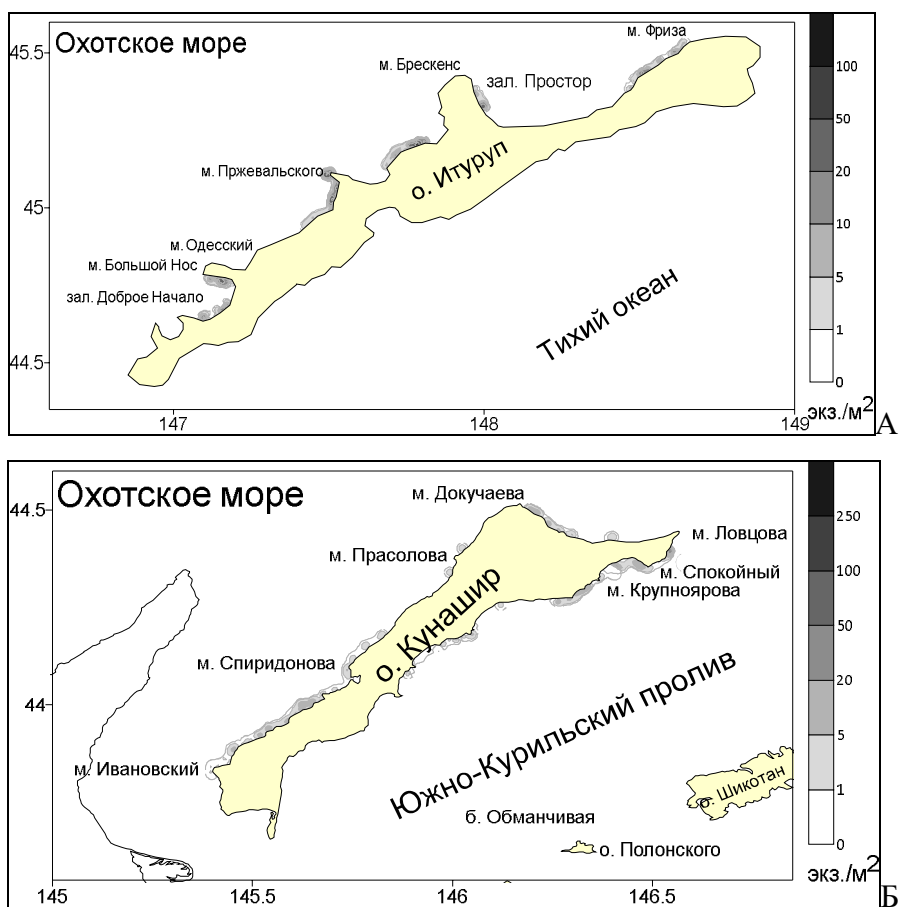 Охотское море
м. Фриза
м. Брескенс
зал. Простор
м. Пржевальского
о. Итуруп
м. Одесский
м. Большой Нос
зал. Доброе Начало
Тихий океан
45.5
45
44.5
147
148
149
100
50
20
10
5
1
0
экз./м2
А
Охотское море
м. Докучаева
м. Ловцова
м. Прасолова
м. Спокойный
м. Крупноярова
о. Кунашир
м. Спиридонова
Южно-Курильский пролив
м. Ивановский
о. Шикотан
б. Обманчивая
о. Полонского
44.5
44
145
145.5
146
146.5
250
100
50
20
5
1
0
экз./м2
Б